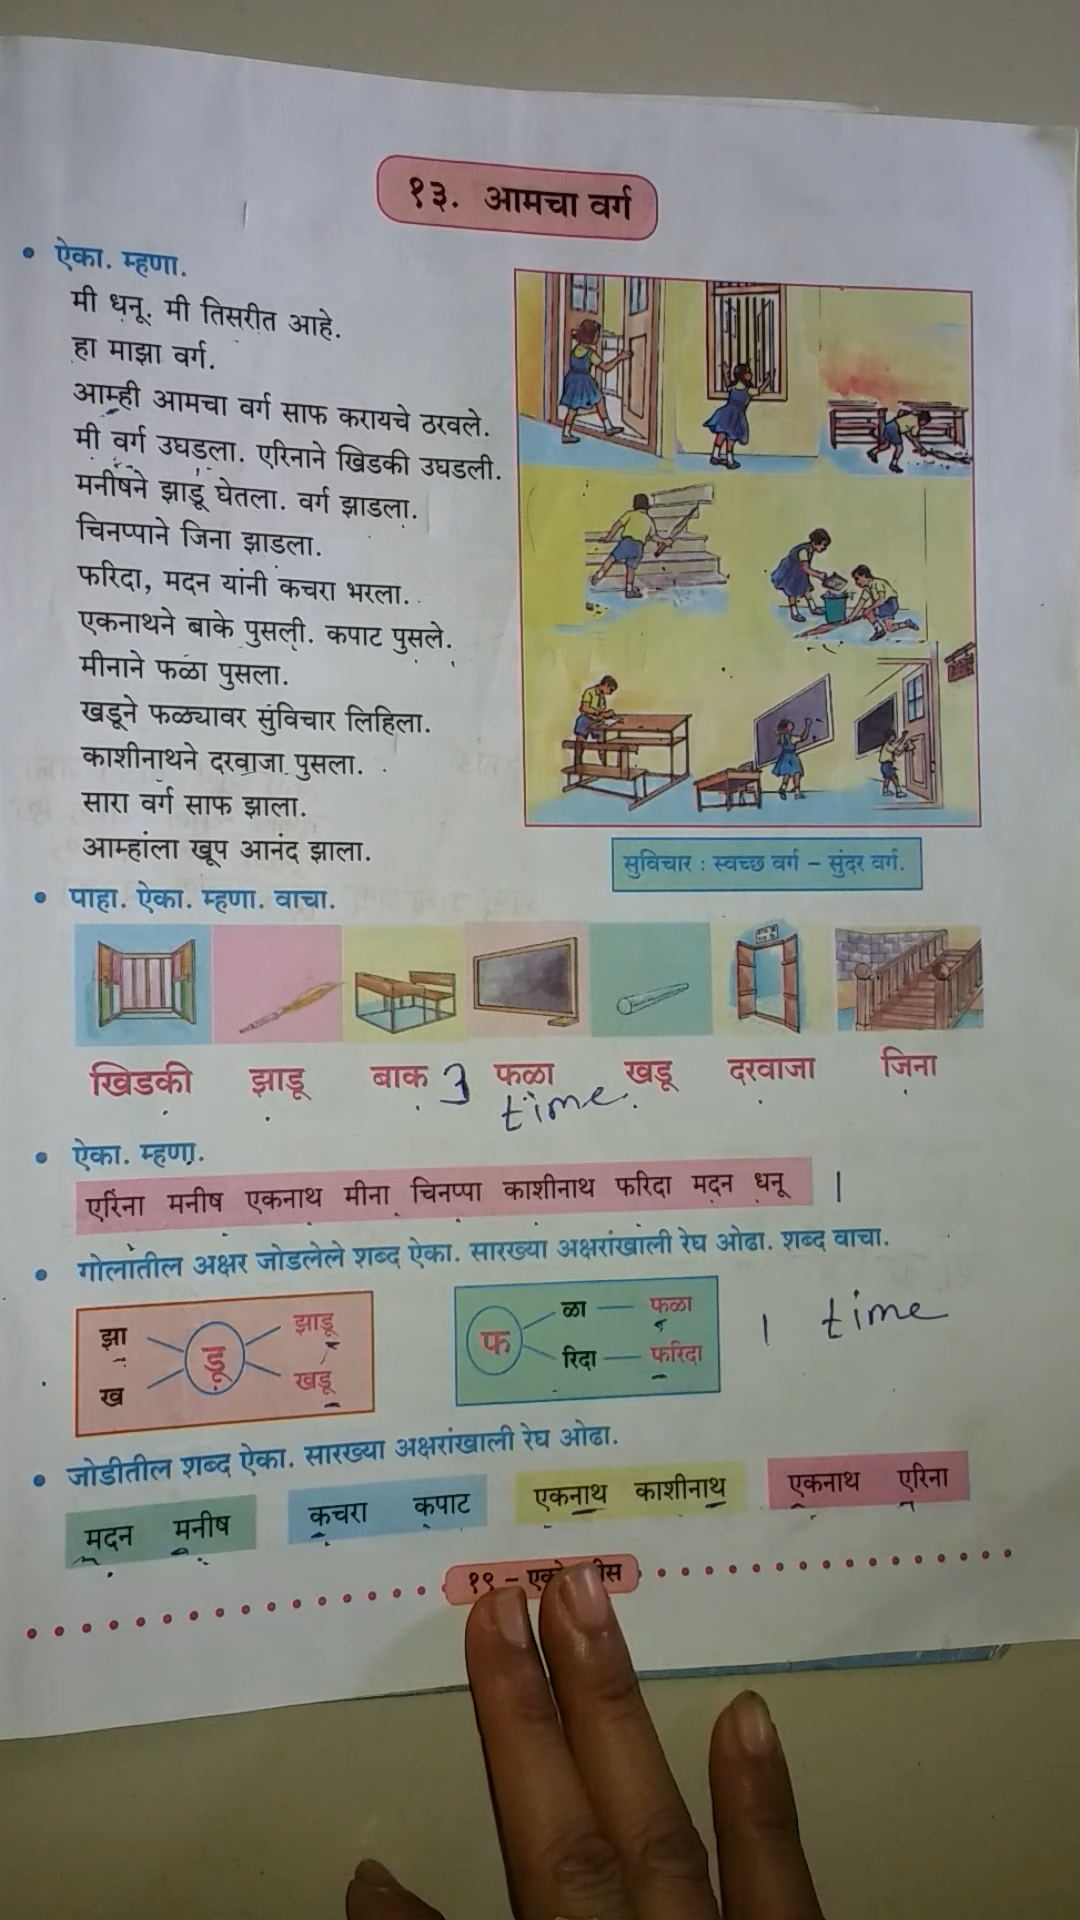 १३. आमचा वर्ग
• ऐका. म्हणा.
मी धनू. मी तिसरीत आहे.
हा माझा वर्ग.
आम्ही आमचा वर्ग साफ करायचे ठरवले.
मी वर्ग उघडला. एरिनाने खिडकी उघडली.
मनीषने झाडू घेतला. वर्ग झाडला.
चिनप्पाने जिना झाडला.
फरिदा, मदन यांनी कचरा भरला.
एकनाथने बाके पुसली. कपाट पुसले.
मीनाने फळा पुसला.
खडूने फळ्यावर सुविचार लिहिला.
काशीनाथने दरवाजा पुसला.
सारा वर्ग साफ झाला.
आम्हांला खूप आनंद झाला.
सुविचार : स्वच्छ वर्ग – सुंदर वर्ग.
• पाहा. ऐका. म्हणा. वाचा.
खिडकी झाडू बाक फळा खडू दरवाजा जिना
3 time
• ऐका. म्हणा.
एरिना मनीष एकनाथ मीना चिनप्पा काशीनाथ फरिदा मदन धनू
• गोलातील अक्षर जोडलेले शब्द ऐका. सारख्या अक्षरांखाली रेघ ओढा. शब्द वाचा.
झा ख डू झाडू खडू
फ ळा — फळा रिदा — फरिदा
1 time
• जोडीतील शब्द ऐका. सारख्या अक्षरांखाली रेघ ओढा.
मदन मनीष कचरा कपाट एकनाथ काशीनाथ एकनाथ एरिना
१९ –